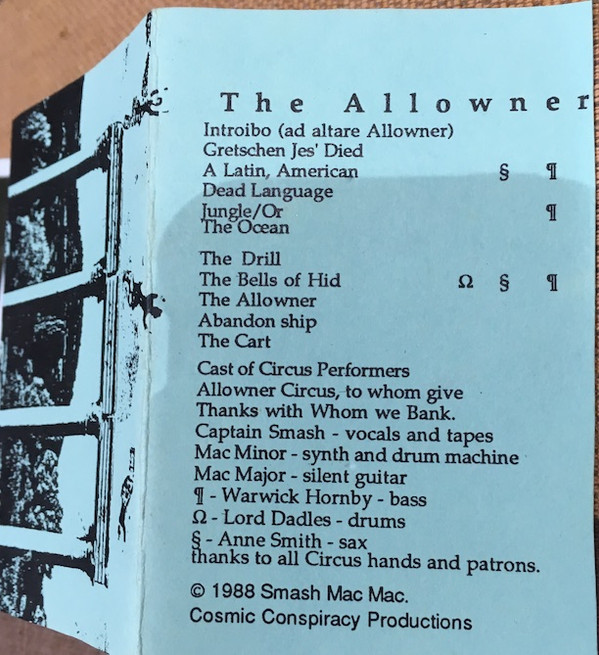 The Allowner
Introibo (ad altare Allowner)
Gretschen Jes' Died
A Latin, American § ¶
Dead Language
Jungle/Or ¶
The Ocean
The Drill
The Bells of Hid Ω § ¶
The Allowner
Abandon ship
The Cart
Cast of Circus Performers
Allowner Circus, to whom give
Thanks with Whom we Bank.
Captain Smash - vocals and tapes
Mac Minor - synth and drum machine
Mac Major - silent guitar
¶ - Warwick Hornby - bass
Ω - Lord Dadles - drums
§ - Anne Smith - sax
thanks to all Circus hands and patrons.
© 1988 Smash Mac Mac.
Cosmic Conspiracy Productions